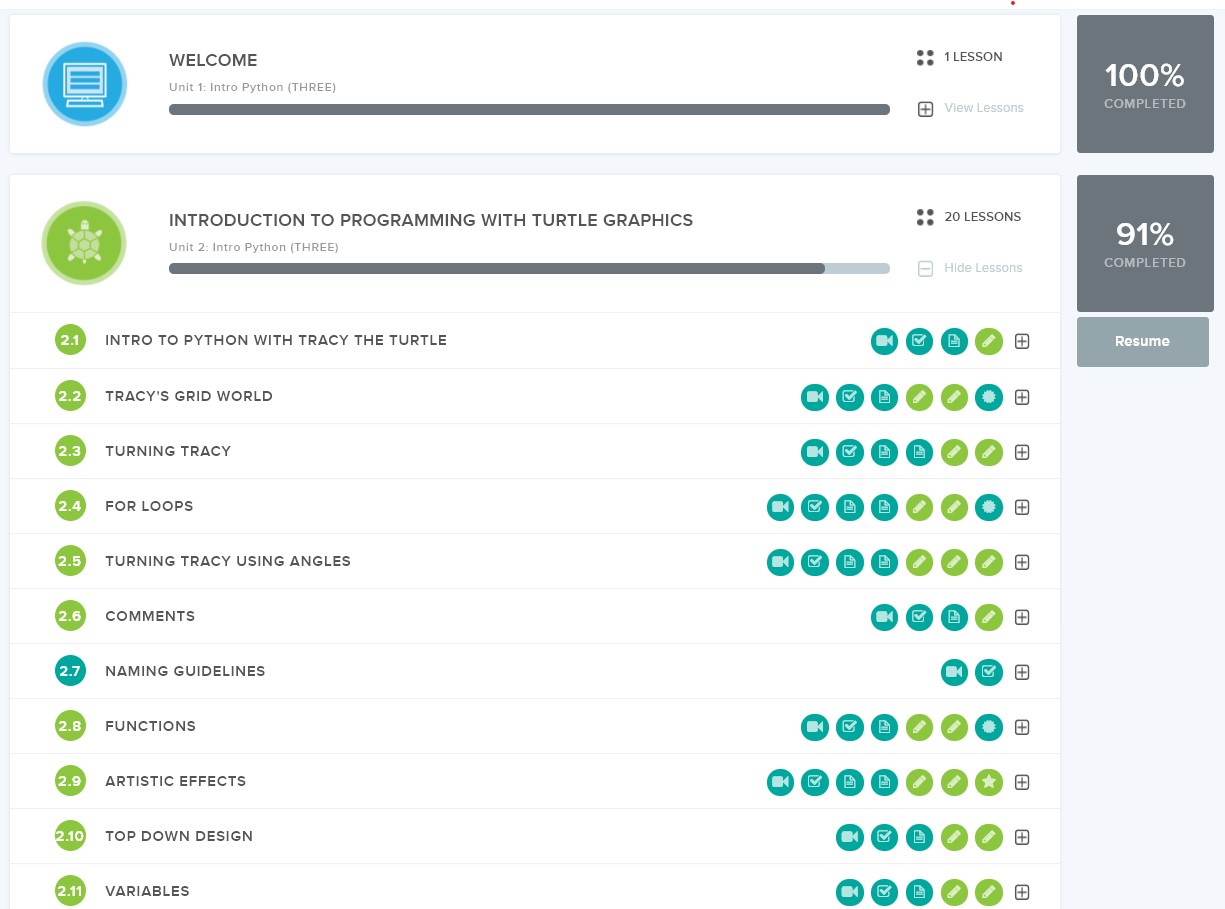 WELCOME
1 LESSON
Unit 1: Intro Python (THREE)
View Lessons
100%
COMPLETED
INTRODUCTION TO PROGRAMMING WITH TURTLE GRAPHICS
20 LESSONS
Unit 2: Intro Python (THREE)
Hide Lessons
91%
COMPLETED
Resume
2.1 INTRO TO PYTHON WITH TRACY THE TURTLE
2.2 TRACY'S GRID WORLD
2.3 TURNING TRACY
2.4 FOR LOOPS
2.5 TURNING TRACY USING ANGLES
2.6 COMMENTS
2.7 NAMING GUIDELINES
2.8 FUNCTIONS
2.9 ARTISTIC EFFECTS
2.10 TOP DOWN DESIGN
2.11 VARIABLES